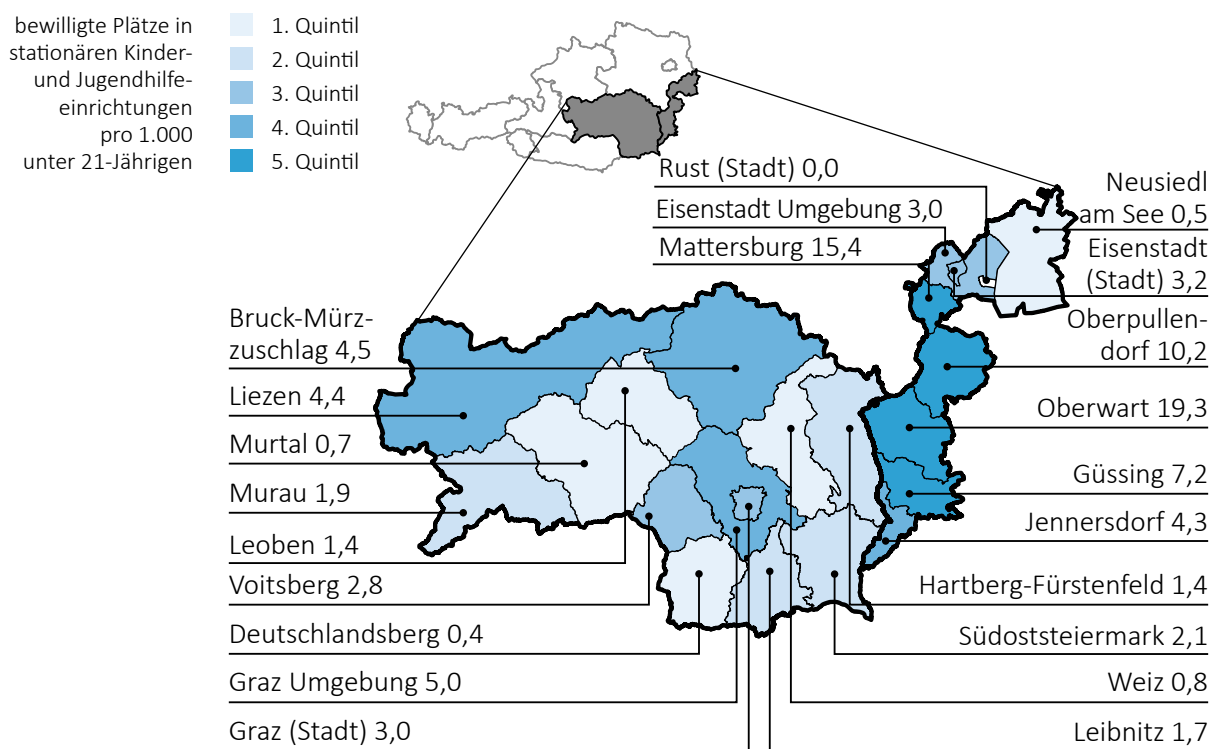 bewilligte Plätze in
stationären Kinder-
und Jugendhilfe-
einrichtungen
pro 1.000
unter 21-Jährigen
1. Quintil
2. Quintil
3. Quintil
4. Quintil
5. Quintil
Rust (Stadt) 0,0
Eisenstadt Umgebung 3,0
Mattersburg 15,4
Neusiedl
am See 0,5
Eisenstadt
(Stadt) 3,2
Oberpullen-
dorf 10,2
Oberwart 19,3
Güssing 7,2
Jennersdorf 4,3
Hartberg-Fürstenfeld 1,4
Südoststeiermark 2,1
Weiz 0,8
Leibnitz 1,7
Bruck-Mürz-
zuschlag 4,5
Liezen 4,4
Murtal 0,7
Murau 1,9
Leoben 1,4
Voitsberg 2,8
Deutschlandsberg 0,4
Graz Umgebung 5,0
Graz (Stadt) 3,0